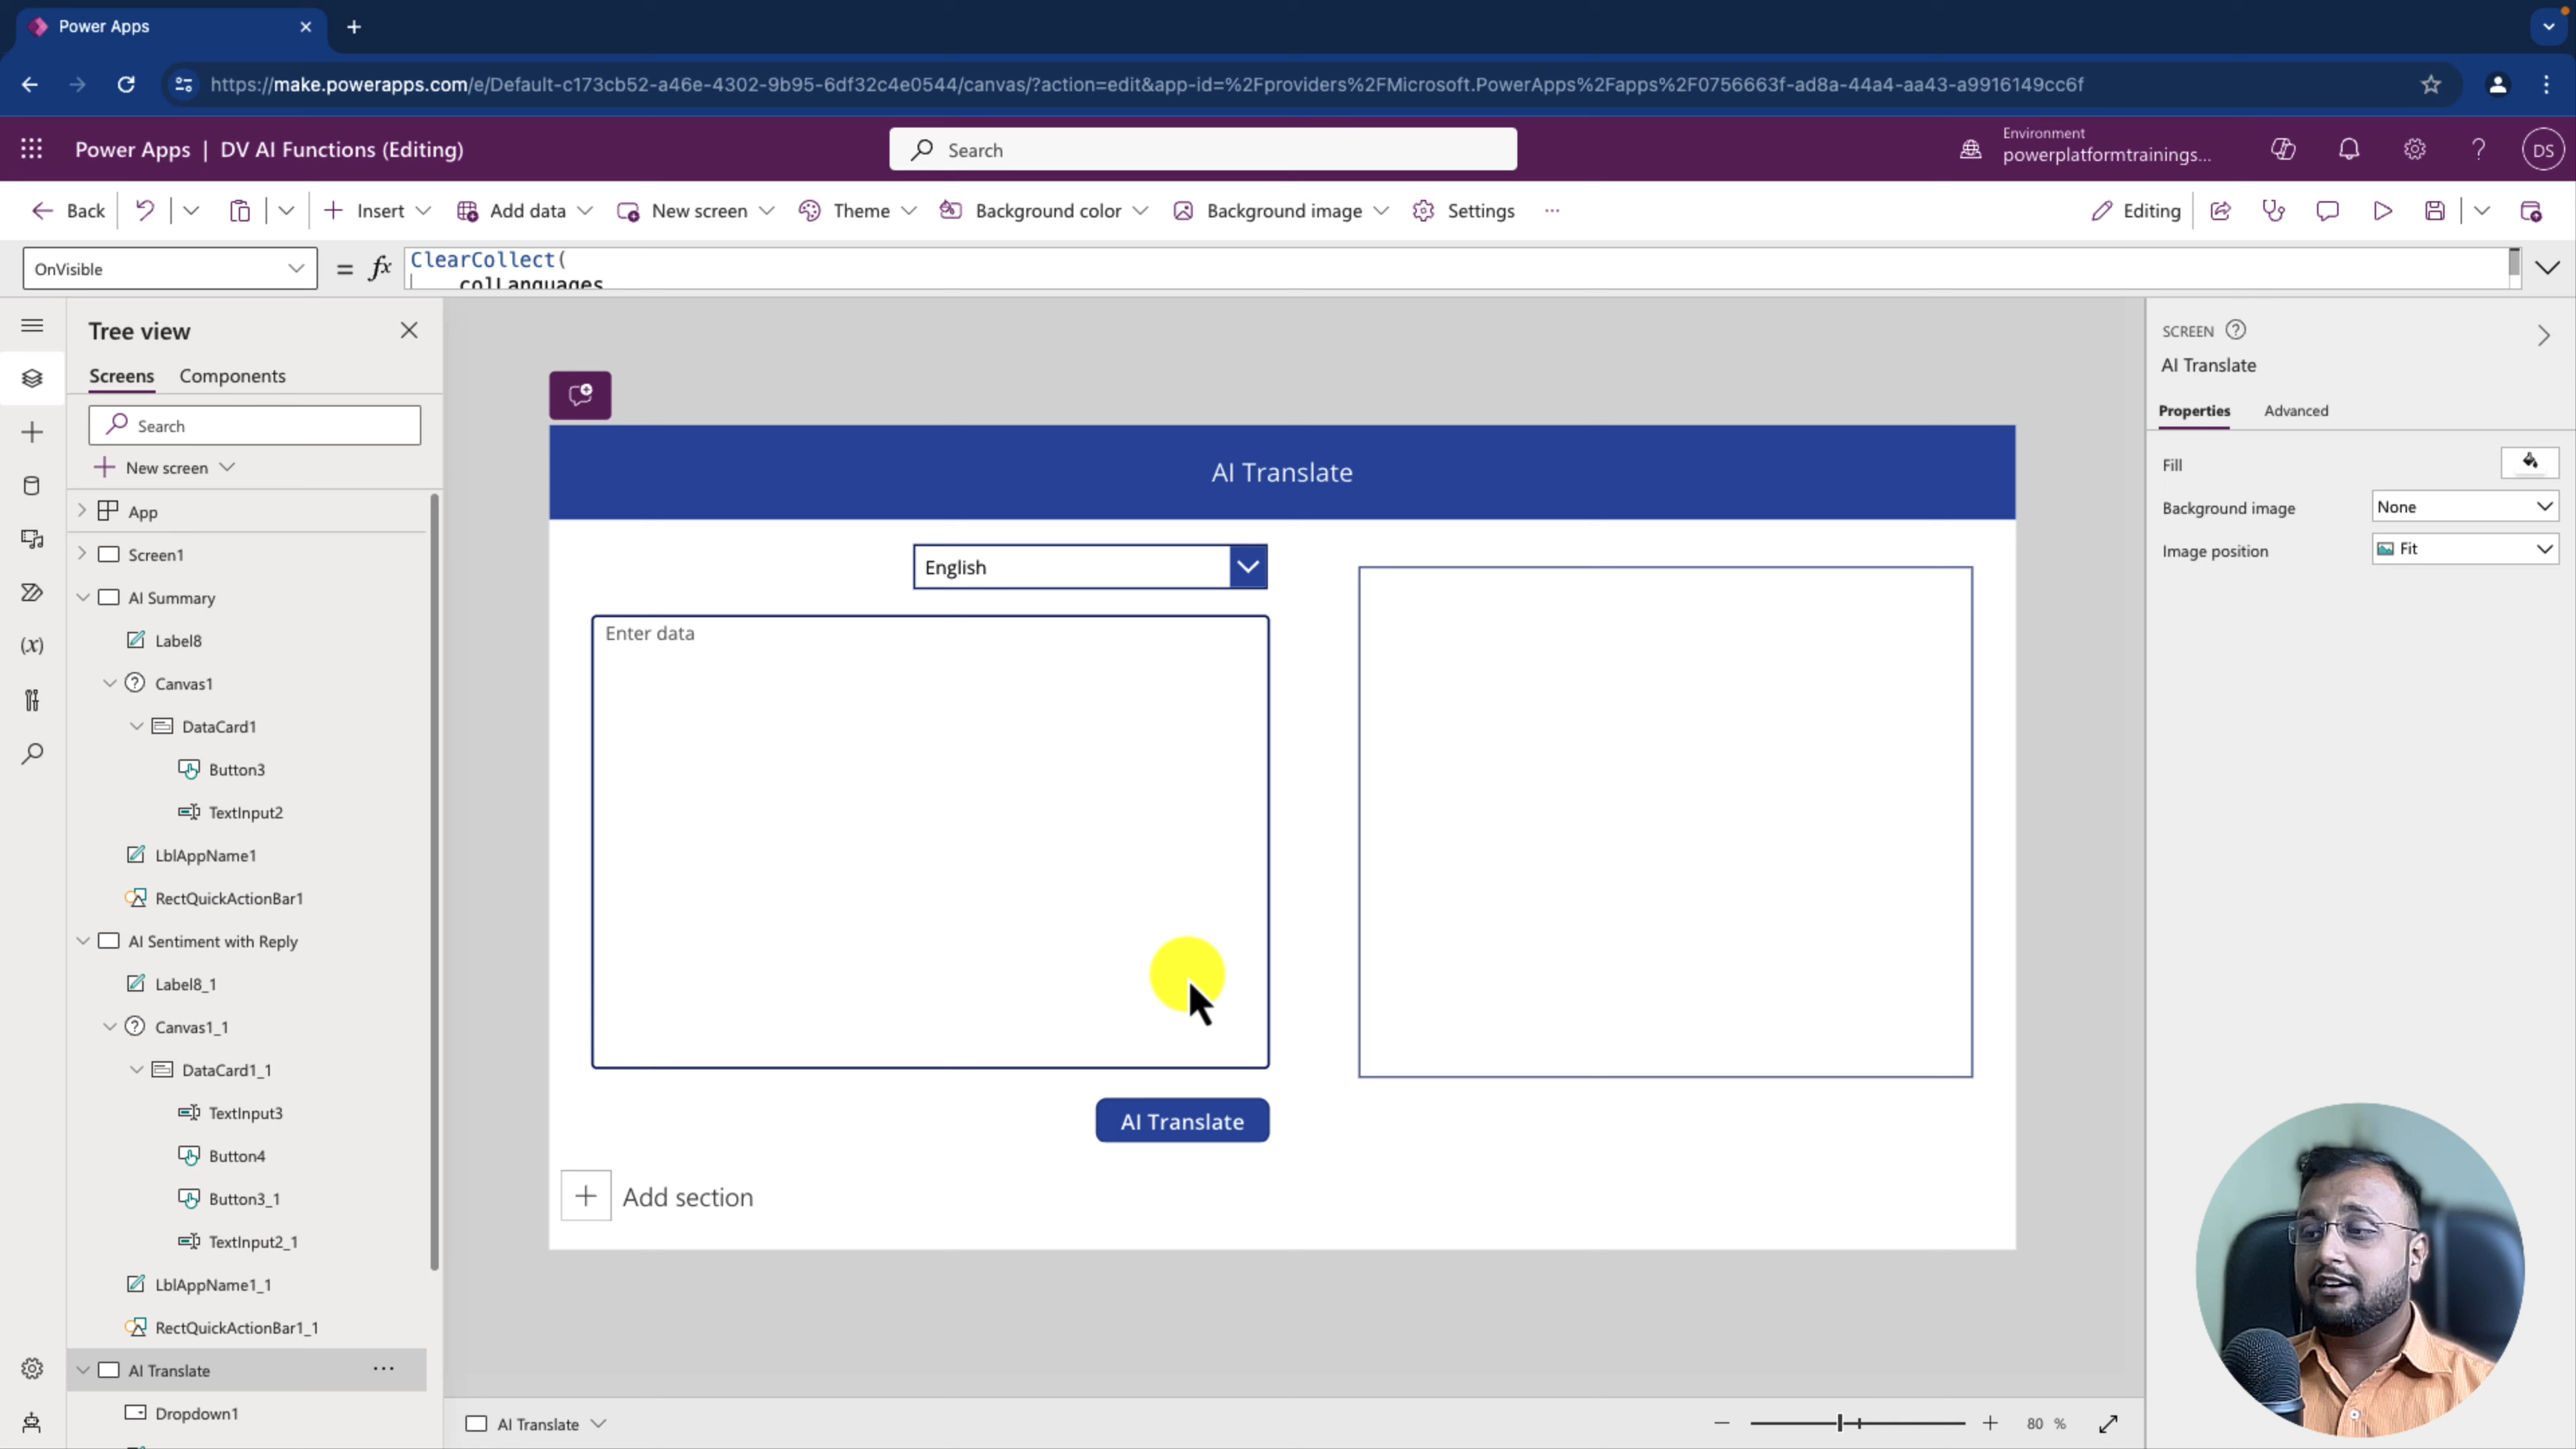 Power Apps
https://make.powerapps.com/e/Default-c173cb52-a46e-4302-9b95-6df32c4e0544/canvas/?action=edit&app-id=%2Fproviders%2FMicrosoft.PowerApps%2Fapps%2F0756663f-ad8a-44a4-aa43-a9916149cc6f
Power Apps | DV AI Functions (Editing)
Search
Environment
powerplatformtrainings...
DS
Back
Insert
Add data
New screen
Theme
Background color
Background image
Settings
...
Editing
OnVisible
= fx
ClearCollect(
colLanguages
Tree view
Screens
Components
Search
New screen
App
Screen1
AI Summary
Label8
Canvas1
DataCard1
Button3
TextInput2
LblAppName1
RectQuickActionBar1
AI Sentiment with Reply
Label8_1
Canvas1_1
DataCard1_1
TextInput3
Button4
Button3_1
TextInput2_1
LblAppName1_1
RectQuickActionBar1_1
AI Translate
...
Dropdown1
AI Translate
English
Enter data
AI Translate
Add section
AI Translate
80 %
SCREEN
AI Translate
Properties
Advanced
Fill
Background image
None
Image position
Fit